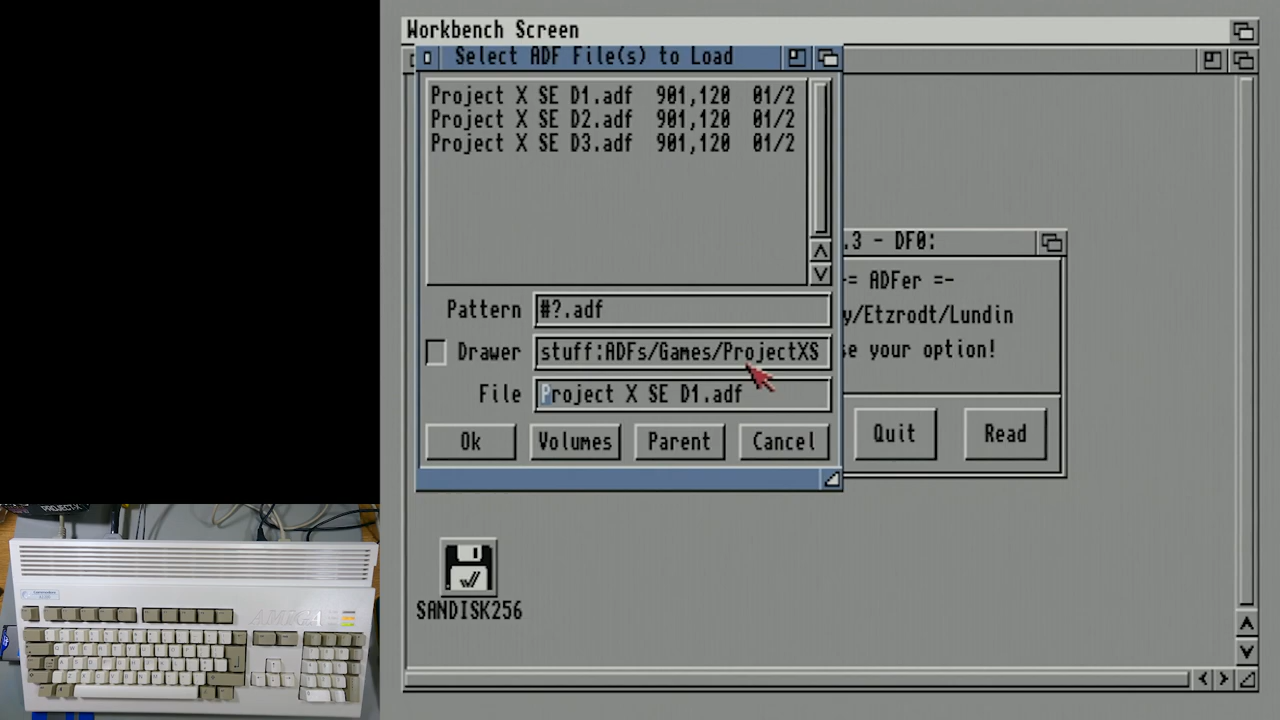 Workbench Screen
Select ADF File(s) to Load
Project X SE D1.adf 901,120 01/2
Project X SE D2.adf 901,120 01/2
Project X SE D3.adf 901,120 01/2
Pattern #?.adf
Drawer stuff:ADFs/Games/ProjectXS
File Project X SE D1.adf
Ok Volumes Parent Cancel
.3 - DF0:
-= ADFer =-
y/Etzrodt/Lundin
se your option!
Quit Read
SANDISK256
PROJECT-X
AMIGA